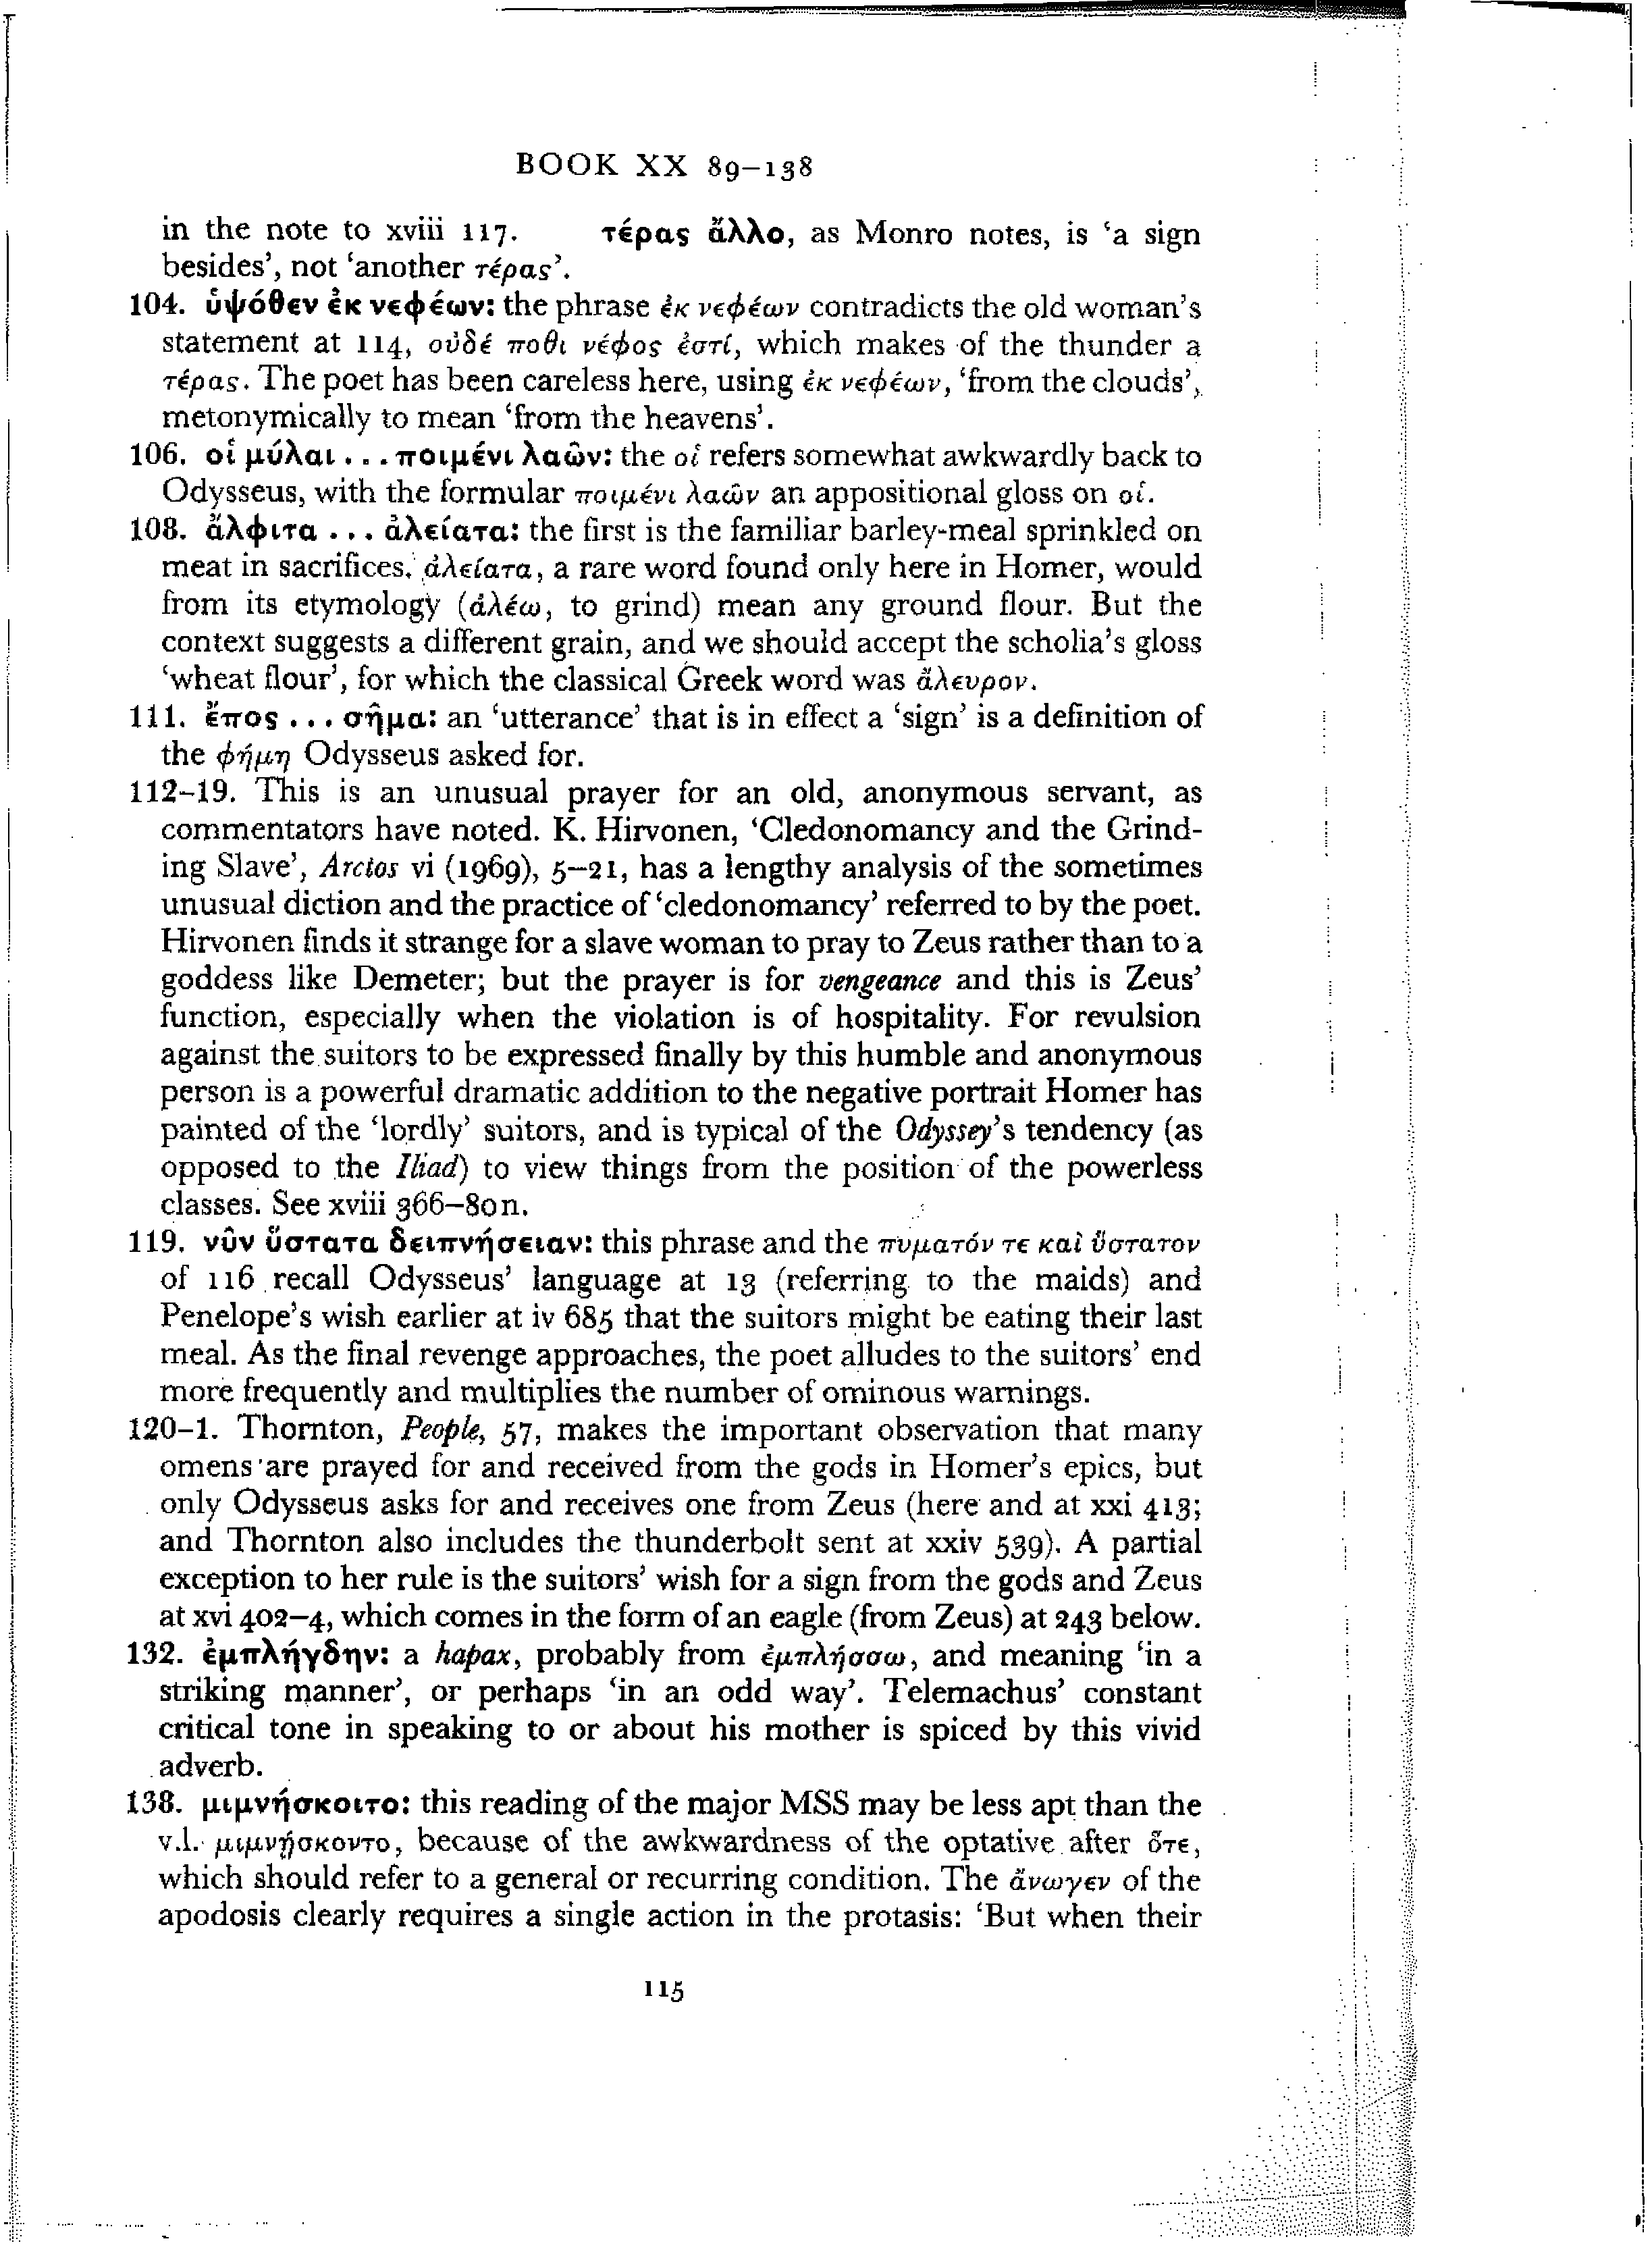 BOOK XX 89–138
in the note to xviii 117. τέρας ἄλλο, as Monro notes, is ‘a sign
besides’, not ‘another τέρας’.
104. ὑψόθεν ἐκ νεφέων: the phrase ἐκ νεφέων contradicts the old woman’s
statement at 114, οὐδέ ποθι νέφος ἐστί, which makes of the thunder a
τέρας. The poet has been careless here, using ἐκ νεφέων, ‘from the clouds’,
metonymically to mean ‘from the heavens’.
106. οἱ μύλαι . . . ποιμένι λαῶν: the οἱ refers somewhat awkwardly back to
Odysseus, with the formular ποιμένι λαῶν an appositional gloss on οἱ.
108. ἄλφιτα . . . ἀλείατα: the first is the familiar barley-meal sprinkled on
meat in sacrifices. ἀλείατα, a rare word found only here in Homer, would
from its etymology (ἀλέω, to grind) mean any ground flour. But the
context suggests a different grain, and we should accept the scholia’s gloss
‘wheat flour’, for which the classical Greek word was ἄλευρον.
111. ἔπος . . . σῆμα: an ‘utterance’ that is in effect a ‘sign’ is a definition of
the φήμη Odysseus asked for.
112–19. This is an unusual prayer for an old, anonymous servant, as
commentators have noted. K. Hirvonen, ‘Cledonomancy and the Grind-
ing Slave’, Arctos vi (1969), 5–21, has a lengthy analysis of the sometimes
unusual diction and the practice of ‘cledonomancy’ referred to by the poet.
Hirvonen finds it strange for a slave woman to pray to Zeus rather than to a
goddess like Demeter; but the prayer is for vengeance and this is Zeus’
function, especially when the violation is of hospitality. For revulsion
against the suitors to be expressed finally by this humble and anonymous
person is a powerful dramatic addition to the negative portrait Homer has
painted of the ‘lordly’ suitors, and is typical of the Odyssey’s tendency (as
opposed to the Iliad) to view things from the position of the powerless
classes. See xviii 366–80n.
119. νῦν ὕστατα δειπνήσειαν: this phrase and the πυματόν τε καὶ ὕστατον
of 116 recall Odysseus’ language at 13 (referring to the maids) and
Penelope’s wish earlier at iv 685 that the suitors might be eating their last
meal. As the final revenge approaches, the poet alludes to the suitors’ end
more frequently and multiplies the number of ominous warnings.
120–1. Thornton, People, 57, makes the important observation that many
omens are prayed for and received from the gods in Homer’s epics, but
only Odysseus asks for and receives one from Zeus (here and at xxi 413;
and Thornton also includes the thunderbolt sent at xxiv 539). A partial
exception to her rule is the suitors’ wish for a sign from the gods and Zeus
at xvi 402–4, which comes in the form of an eagle (from Zeus) at 243 below.
132. ἐμπλήγδην: a hapax, probably from ἐμπλήσσω, and meaning ‘in a
striking manner’, or perhaps ‘in an odd way’. Telemachus’ constant
critical tone in speaking to or about his mother is spiced by this vivid
adverb.
138. μιμνήσκοιτο: this reading of the major MSS may be less apt than the
v.l. μιμνῄσκοντο, because of the awkwardness of the optative after ὅτε,
which should refer to a general or recurring condition. The ἄνωγεν of the
apodosis clearly requires a single action in the protasis: ‘But when their
115